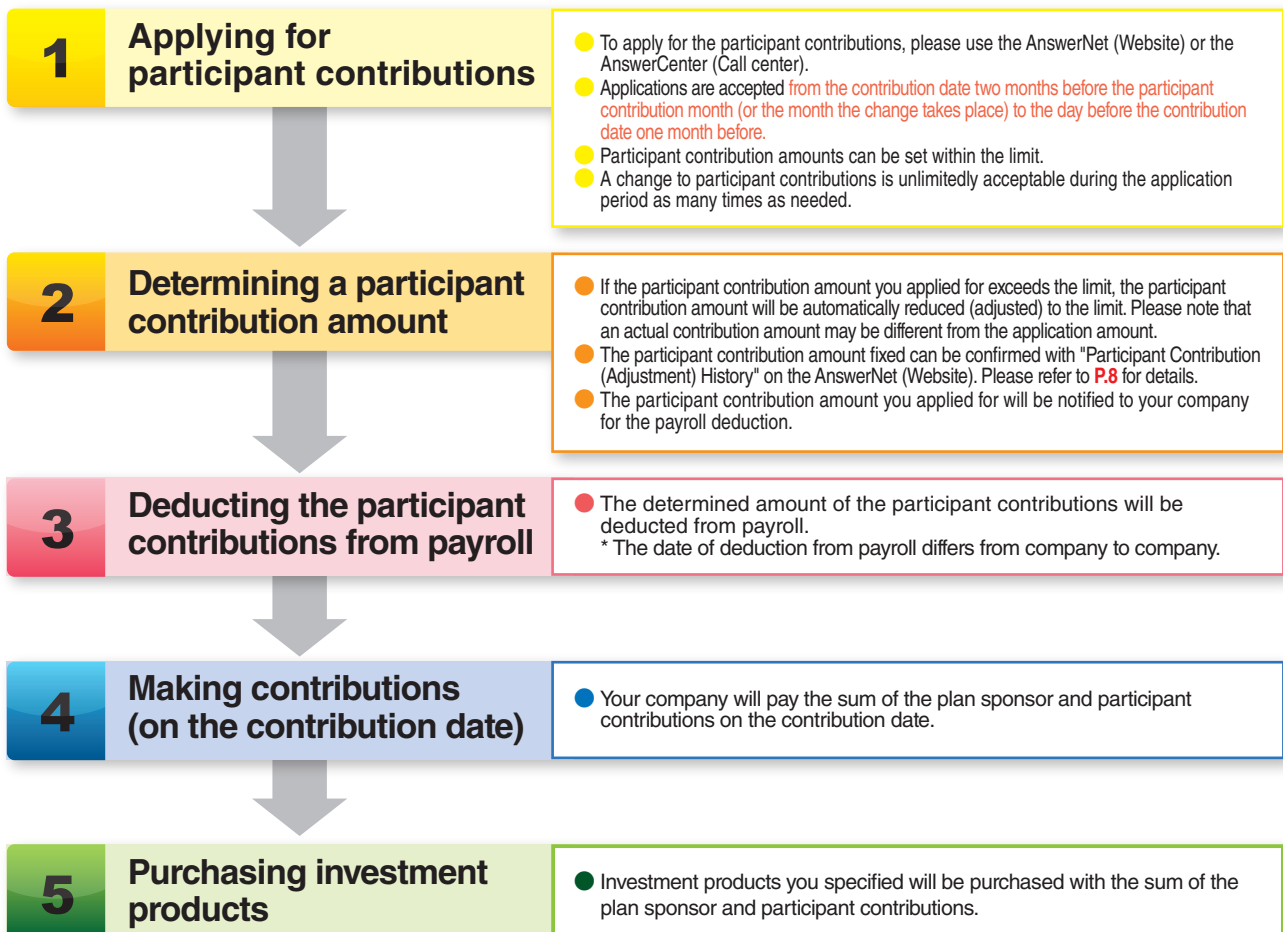 1
Applying for
participant contributions
To apply for the participant contributions, please use the AnswerNet (Website) or the
AnswerCenter (Call center).
Applications are accepted from the contribution date two months before the participant
contribution month (or the month the change takes place) to the day before the contribution
date one month before.
Participant contribution amounts can be set within the limit.
A change to participant contributions is unlimitedly acceptable during the application
period as many times as needed.
2
Determining a participant
contribution amount
If the participant contribution amount you applied for exceeds the limit, the participant
contribution amount will be automatically reduced (adjusted) to the limit. Please note that
an actual contribution amount may be different from the application amount.
The participant contribution amount fixed can be confirmed with "Participant Contribution
(Adjustment) History" on the AnswerNet (Website). Please refer to P.8 for details.
The participant contribution amount you applied for will be notified to your company
for the payroll deduction.
3
Deducting the participant
contributions from payroll
The determined amount of the participant contributions will be
deducted from payroll.
* The date of deduction from payroll differs from company to company.
4
Making contributions
(on the contribution date)
Your company will pay the sum of the plan sponsor and participant
contributions on the contribution date.
5
Purchasing investment
products
Investment products you specified will be purchased with the sum of the
plan sponsor and participant contributions.